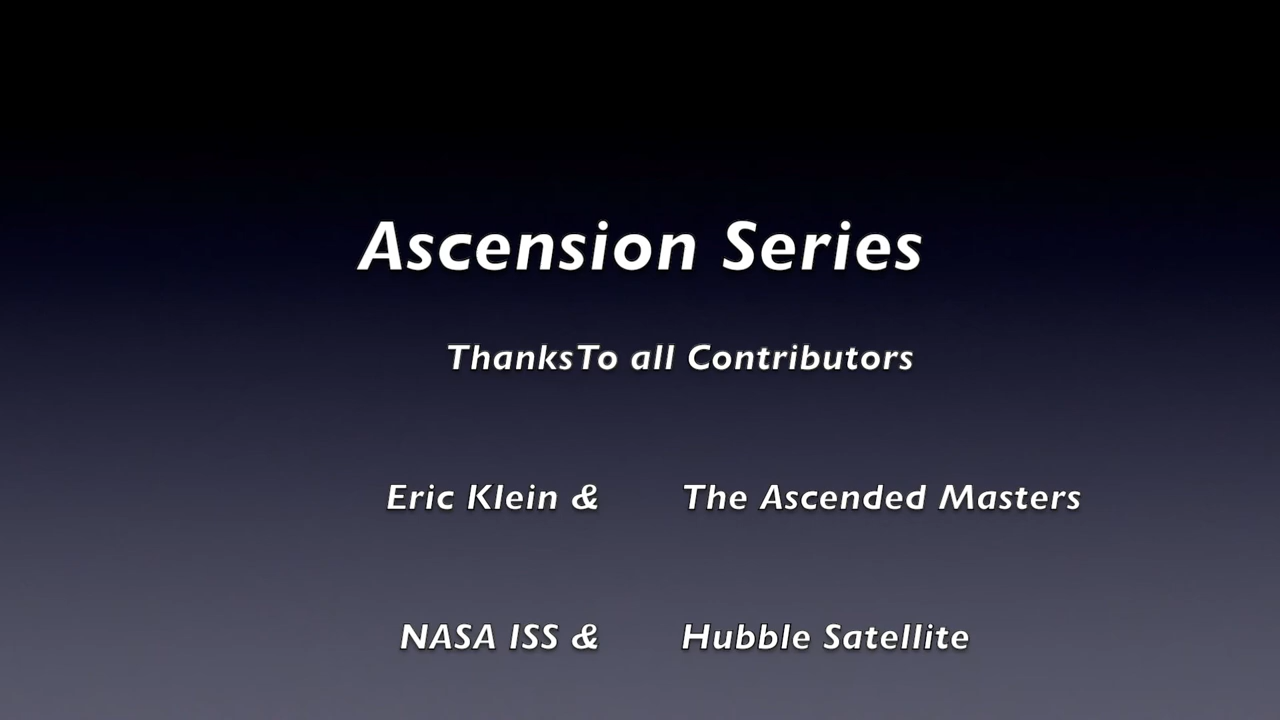 Ascension Series
ThanksTo all Contributors
Eric Klein & The Ascended Masters
NASA ISS & Hubble Satellite